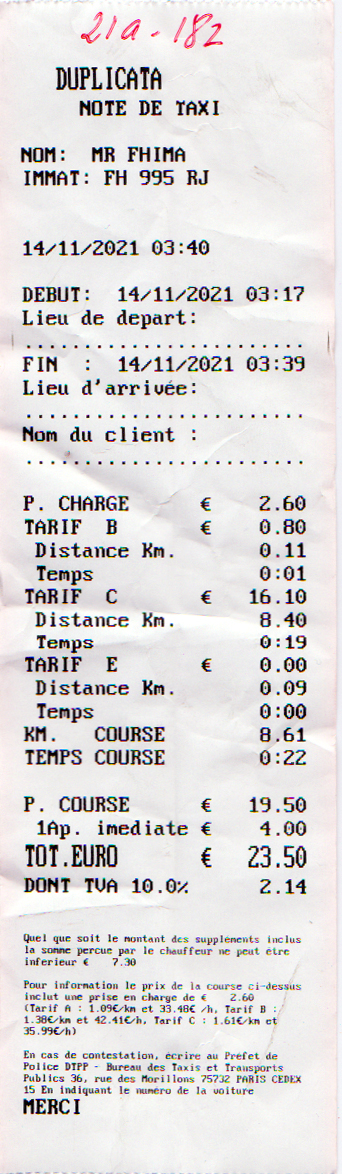 21a-182
DUPLICATA
NOTE DE TAXI
NOM: MR FHIMA
IMMAT: FH 995 RJ
14/11/2021 03:40
DEBUT: 14/11/2021 03:17
Lieu de depart:
........................
FIN : 14/11/2021 03:39
Lieu d'arrivée:
........................
Nom du client :
........................
P. CHARGE € 2.60
TARIF B € 0.80
Distance Km. 0.11
Temps 0:01
TARIF C € 16.10
Distance Km. 8.40
Temps 0:19
TARIF E € 0.00
Distance Km. 0.09
Temps 0:00
KM. COURSE 8.61
TEMPS COURSE 0:22
P. COURSE € 19.50
1Ap. imediate € 4.00
TOT.EURO € 23.50
DONT TVA 10.0% 2.14
Quel que soit le montant des suppléments inclus
la somme percue par le chauffeur ne peut être
inferieur € 7.30
Pour information le prix de la course ci-dessus
inclut une prise en charge de € 2.60
(Tarif A : 1.09€/km et 33.48€ /h, Tarif B :
1.38€/km et 42.41€/h, Tarif C : 1.61€/km et
35.99€/h)
En cas de contestation, écrire au Préfet de
Police DTPP - Bureau des Taxis et Transports
Publics 36, rue des Morillons 75732 PARIS CEDEX
15 En indiquant le numéro de la voiture
MERCI